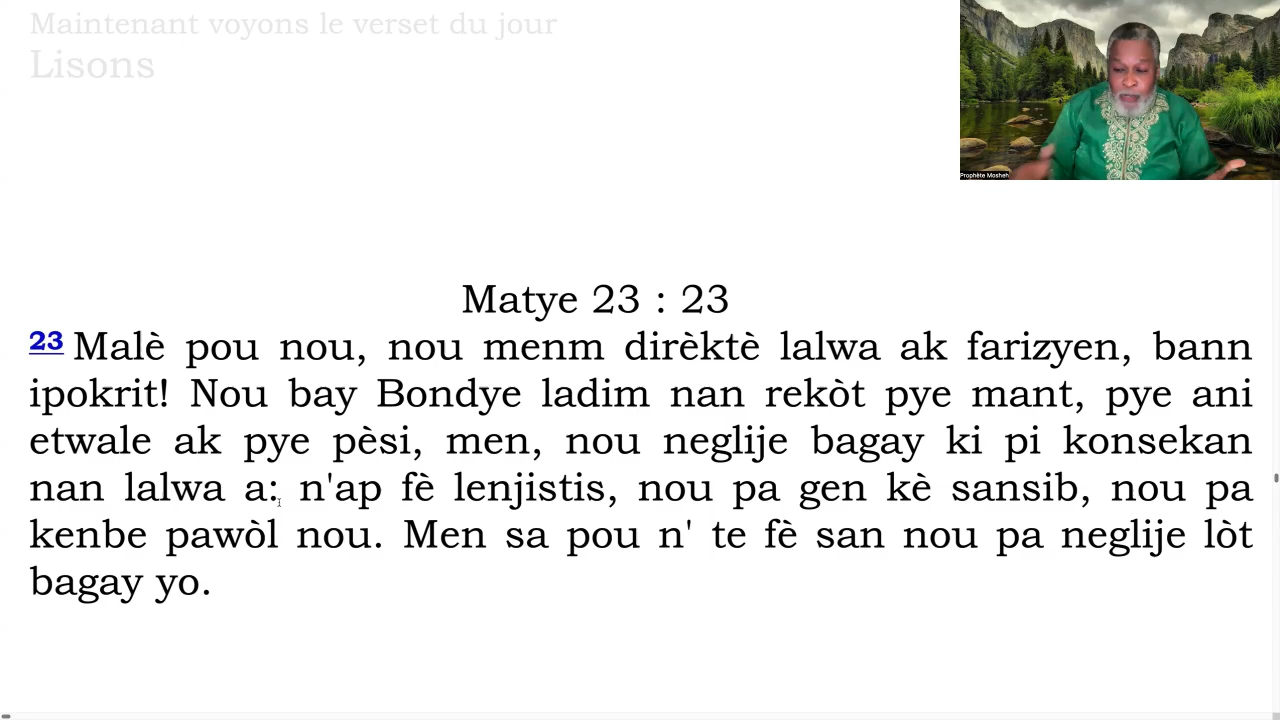 Maintenant voyons le verset du jour
Lisons
Prophète Mosheh
Matye 23 : 23
23 Malè pou nou, nou menm dirèktè lalwa ak farizyen, bann
ipokrit! Nou bay Bondye ladim nan rekòt pye mant, pye ani
etwale ak pye pèsi, men, nou neglije bagay ki pi konsekan
nan lalwa a: n'ap fè lenjistis, nou pa gen kè sansib, nou pa
kenbe pawòl nou. Men sa pou n' te fè san nou pa neglije lòt
bagay yo.